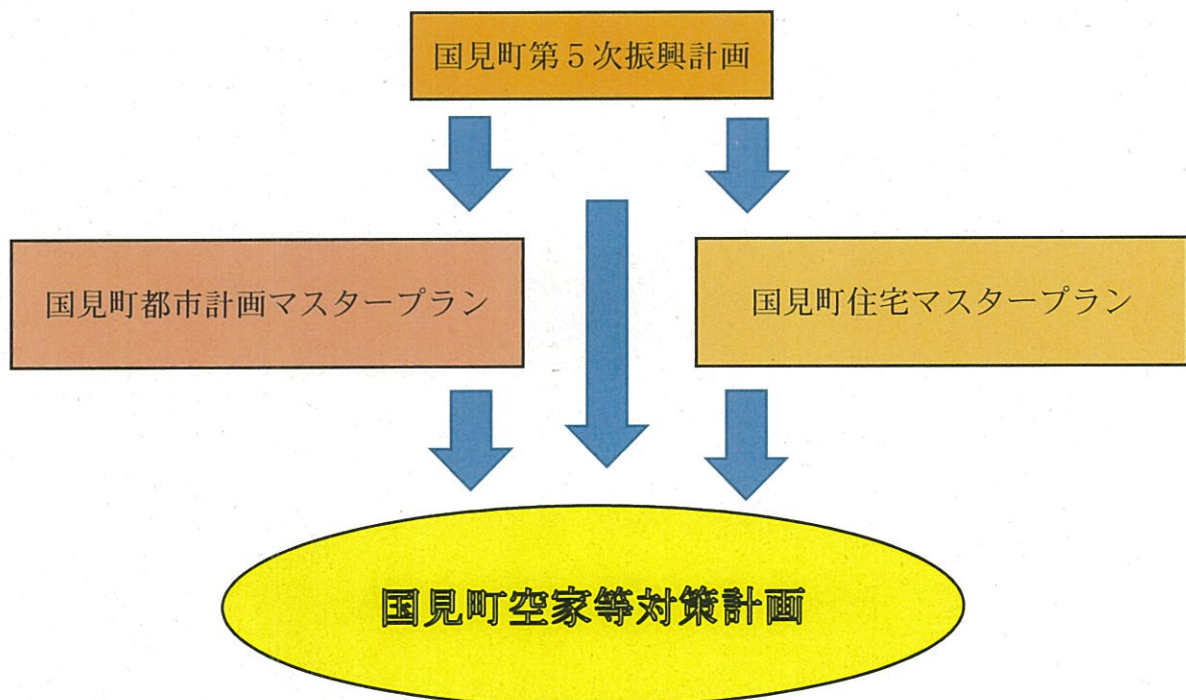 国見町第５次振興計画
国見町都市計画マスタープラン
国見町住宅マスタープラン
国見町空家等対策計画